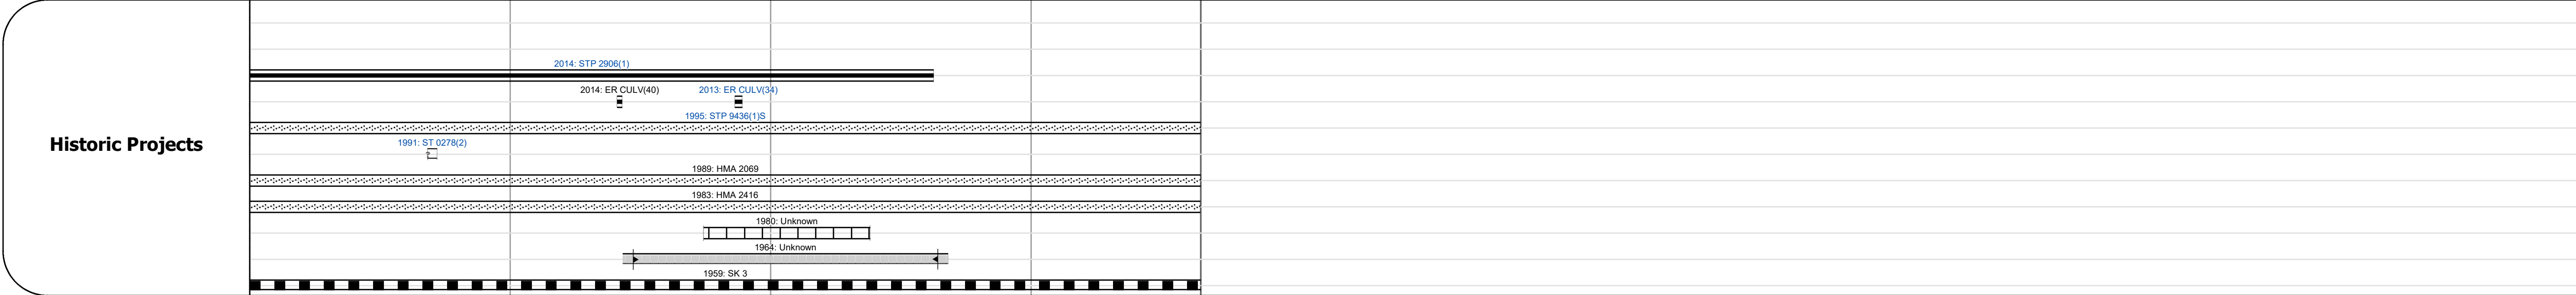 2014: STP 2906(1)
2014: ER CULV(40)
2013: ER CULV(34)
1995: STP 9436(1)S
Historic Projects
1991: ST 0278(2)
1989: HMA 2069
1983: HMA 2416
1980: Unknown
1964: Unknown
1959: SK 3